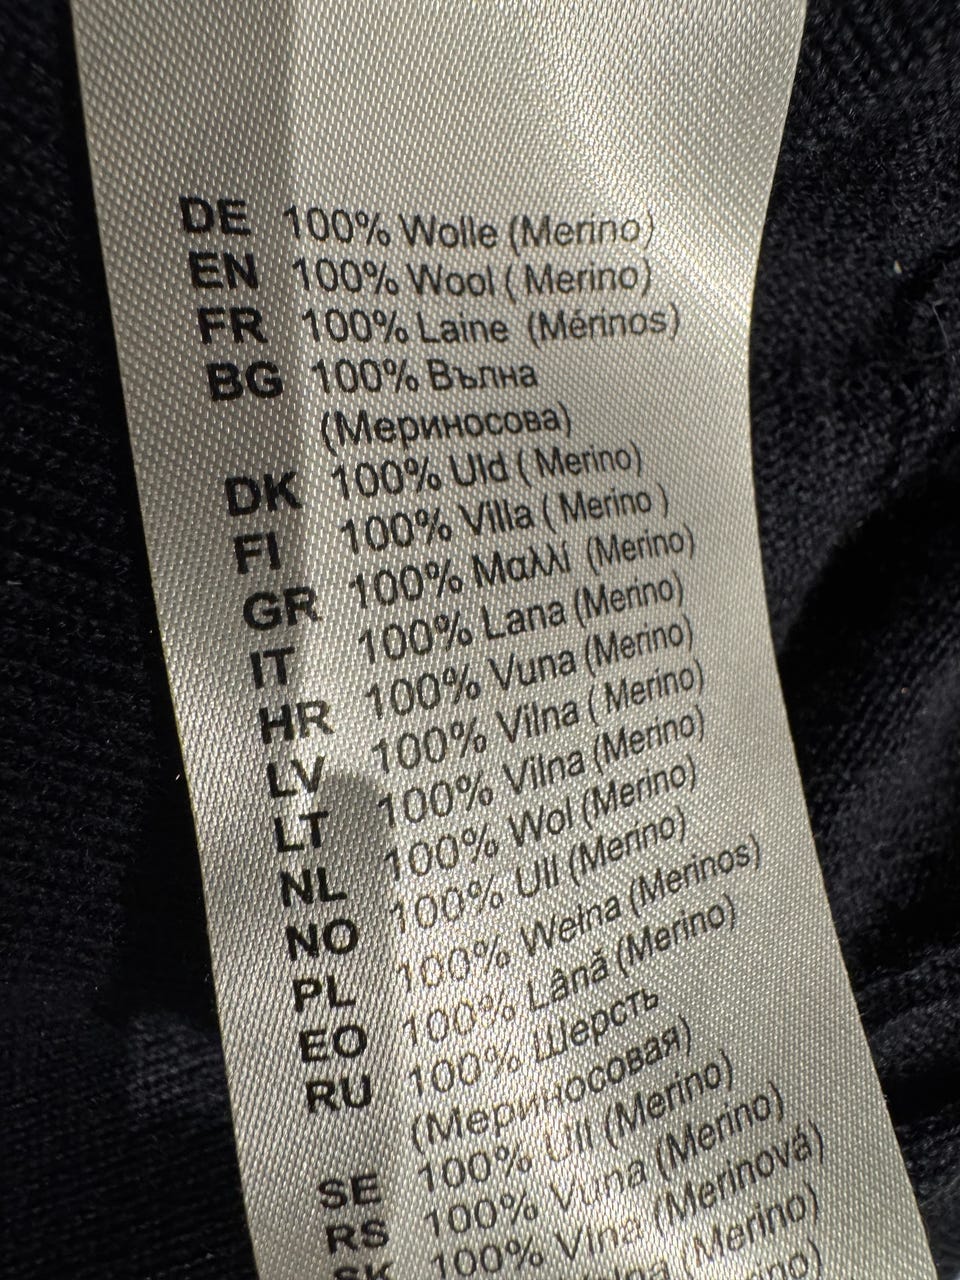 DE 100% Wolle (Merino)
EN 100% Wool ( Merino)
FR 100% Laine (Mérinos)
BG 100% Вълна
(Мериносова)
DK 100% Uld ( Merino)
FI 100% Villa ( Merino )
GR 100% Μαλλί (Merino)
IT 100% Lana (Merino)
HR 100% Vuna (Merino)
LV 100% Vilna ( Merino)
LT 100% Vilna (Merino)
NL 100% Wol (Merino)
NO 100% Ull (Merino)
PL 100% Wełna (Merinos)
EO 100% Lână (Merino)
RU 100% Шерсть
(Мериносовая)
SE 100% Ull (Merino)
RS 100% Vuna (Merino)
SK 100% Vlna (Merinová)
(Merino)